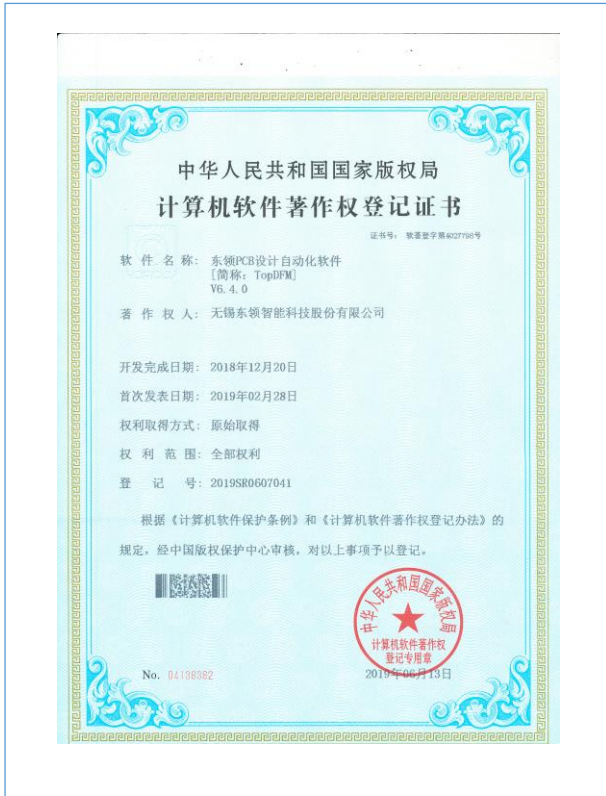 中华人民共和国国家版权局
计算机软件著作权登记证书
证书号: 软著登字第4027798号
软件名称: 东领PCB设计自动化软件
[简称: TopDFM]
V6.4.0
著作权人: 无锡东领智能科技股份有限公司
开发完成日期: 2018年12月20日
首次发表日期: 2019年02月28日
权利取得方式: 原始取得
权利范围: 全部权利
登记号: 2019SR0607041
根据《计算机软件保护条例》和《计算机软件著作权登记办法》的
规定,经中国版权保护中心审核,对以上事项予以登记。
中华人民共和国国家版权局
计算机软件著作权
登记专用章
No. 04138382
2019年06月13日